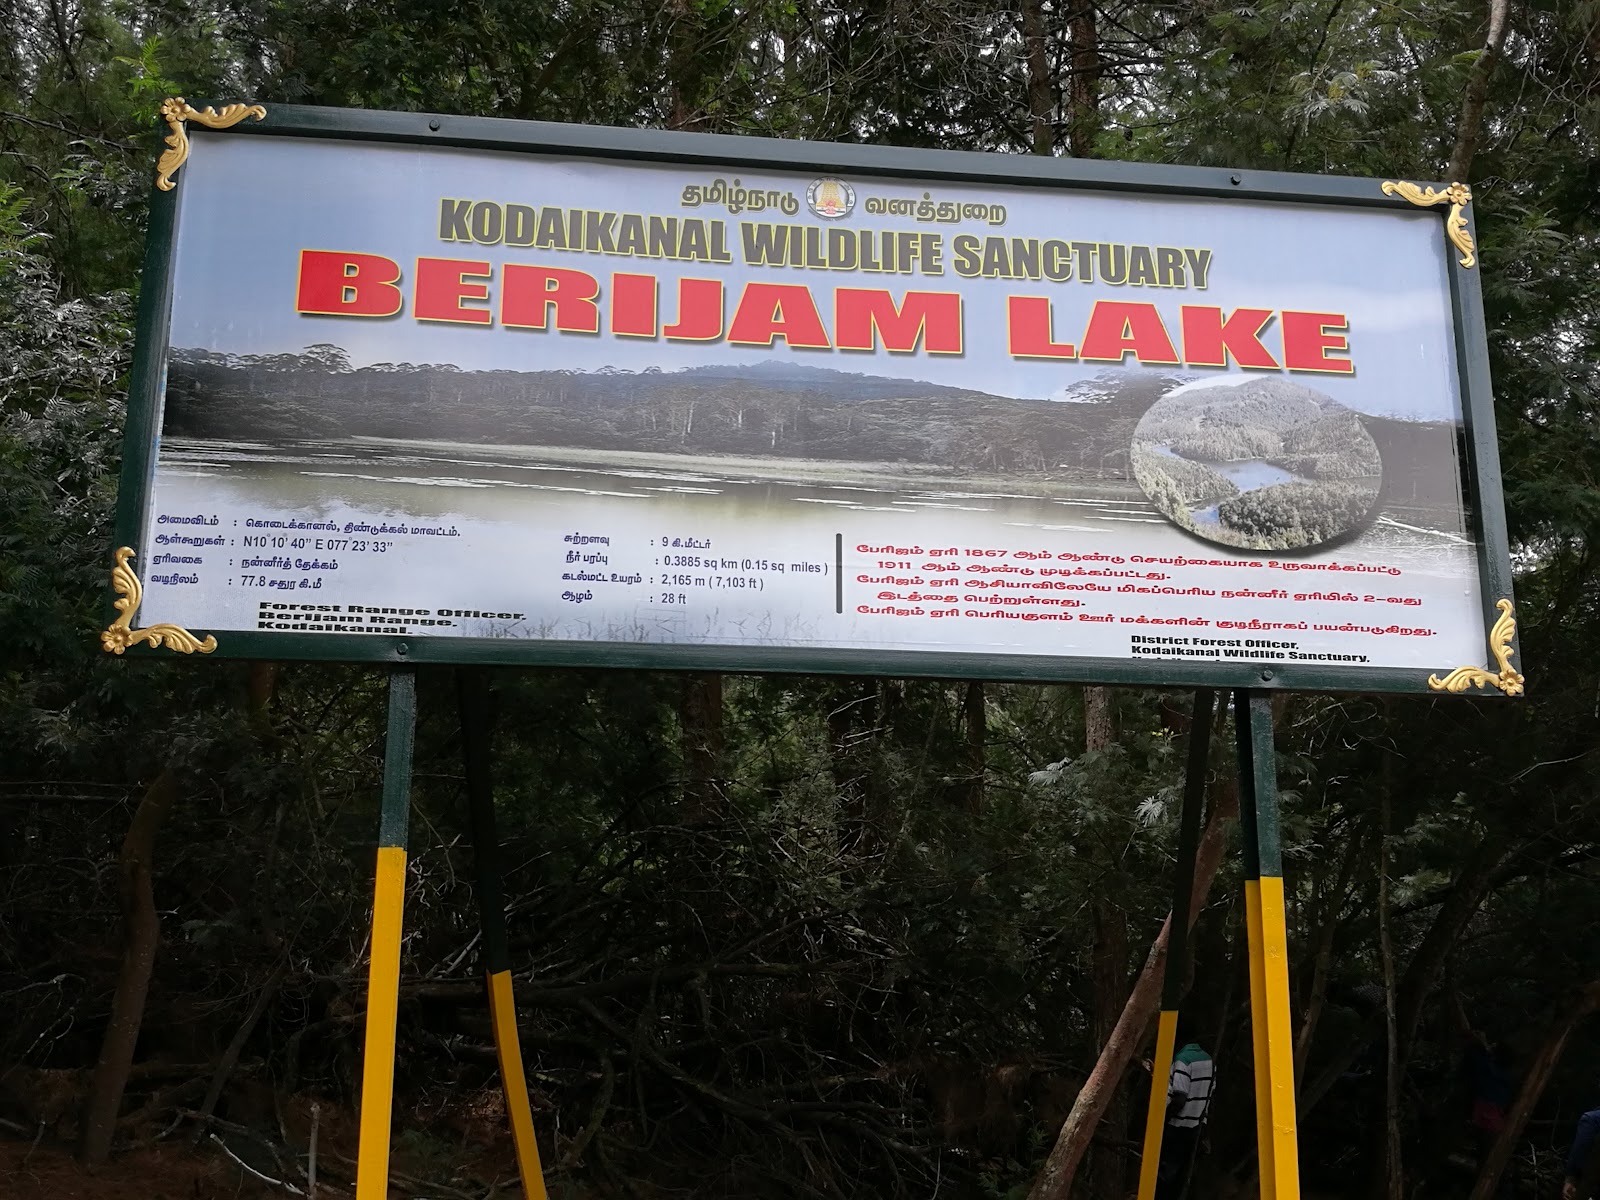 தமிழ்நாடு வனத்துறை
KODAIKANAL WILDLIFE SANCTUARY
BERIJAM LAKE
அமைவிடம் : கொடைக்கானல், திண்டுக்கல் மாவட்டம்.
ஆள்கூறுகள் : N10°10' 40" E 077°23' 33"
ஏரிவகை : நன்னீர்த் தேக்கம்
வடிநிலம் : 77.8 சதுர கி.மீ
Forest Range Officer,
Berijam Range,
Kodaikanal.
சுற்றளவு : 9 கி.மீட்டர்
நீர் பரப்பு : 0.3885 sq km (0.15 sq miles )
கடல்மட்ட உயரம் : 2,165 m ( 7,103 ft )
ஆழம் : 28 ft
பேரிஜம் ஏரி 1867 ஆம் ஆண்டு செயற்கையாக உருவாக்கப்பட்டு
1911 ஆம் ஆண்டு முடிக்கப்பட்டது.
பேரிஜம் ஏரி ஆசியாவிலேயே மிகப்பெரிய நன்னீர் ஏரியில் 2-வது
இடத்தை பெற்றுள்ளது.
பேரிஜம் ஏரி பெரியகுளம் ஊர் மக்களின் குடிநீராகப் பயன்படுகிறது.
District Forest Officer,
Kodaikanal Wildlife Sanctuary,